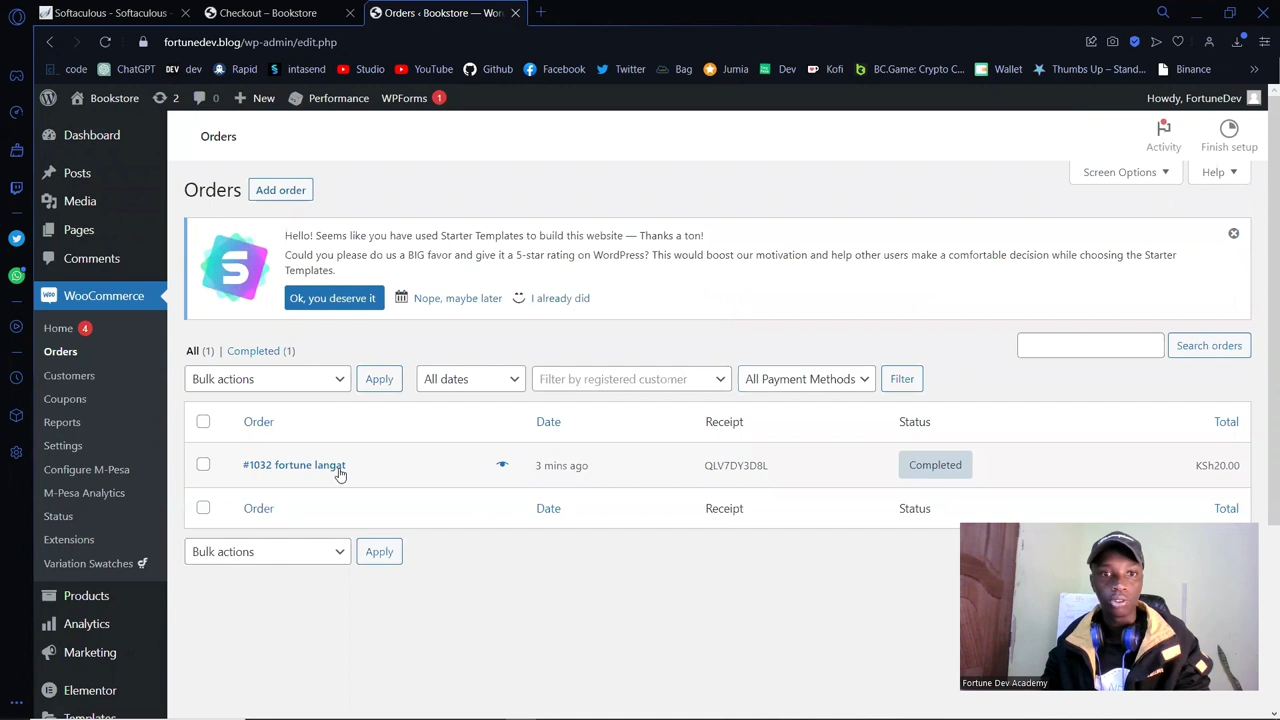 Softaculous - Softaculous -
Checkout – Bookstore
Orders ‹ Bookstore — Wor
fortunedev.blog/wp-admin/edit.php
code
ChatGPT
DEV dev
Rapid
intasend
Studio
YouTube
Github
Facebook
Twitter
Bag
Jumia
Dev
Kofi
BC.Game: Crypto C...
Wallet
Thumbs Up – Stand...
Binance
Bookstore
2
0
New
Performance
WPForms 1
Howdy, FortuneDev
Dashboard
Posts
Media
Pages
Comments
WooCommerce
Home 4
Orders
Customers
Coupons
Reports
Settings
Configure M-Pesa
M-Pesa Analytics
Status
Extensions
Variation Swatches
Products
Analytics
Marketing
Elementor
Templates
Orders
Activity
Finish setup
Screen Options
Help
Orders
Add order
Hello! Seems like you have used Starter Templates to build this website — Thanks a ton!
Could you please do us a BIG favor and give it a 5-star rating on WordPress? This would boost our motivation and help other users make a comfortable decision while choosing the Starter
Templates.
Ok, you deserve it
Nope, maybe later
I already did
All (1) | Completed (1)
Search orders
Bulk actions
Apply
All dates
Filter by registered customer
All Payment Methods
Filter
Order Date Receipt Status Total
#1032 fortune langat 3 mins ago QLV7DY3D8L Completed KSh20.00
Order Date Receipt Status Total
Bulk actions
Apply
Fortune Dev Academy